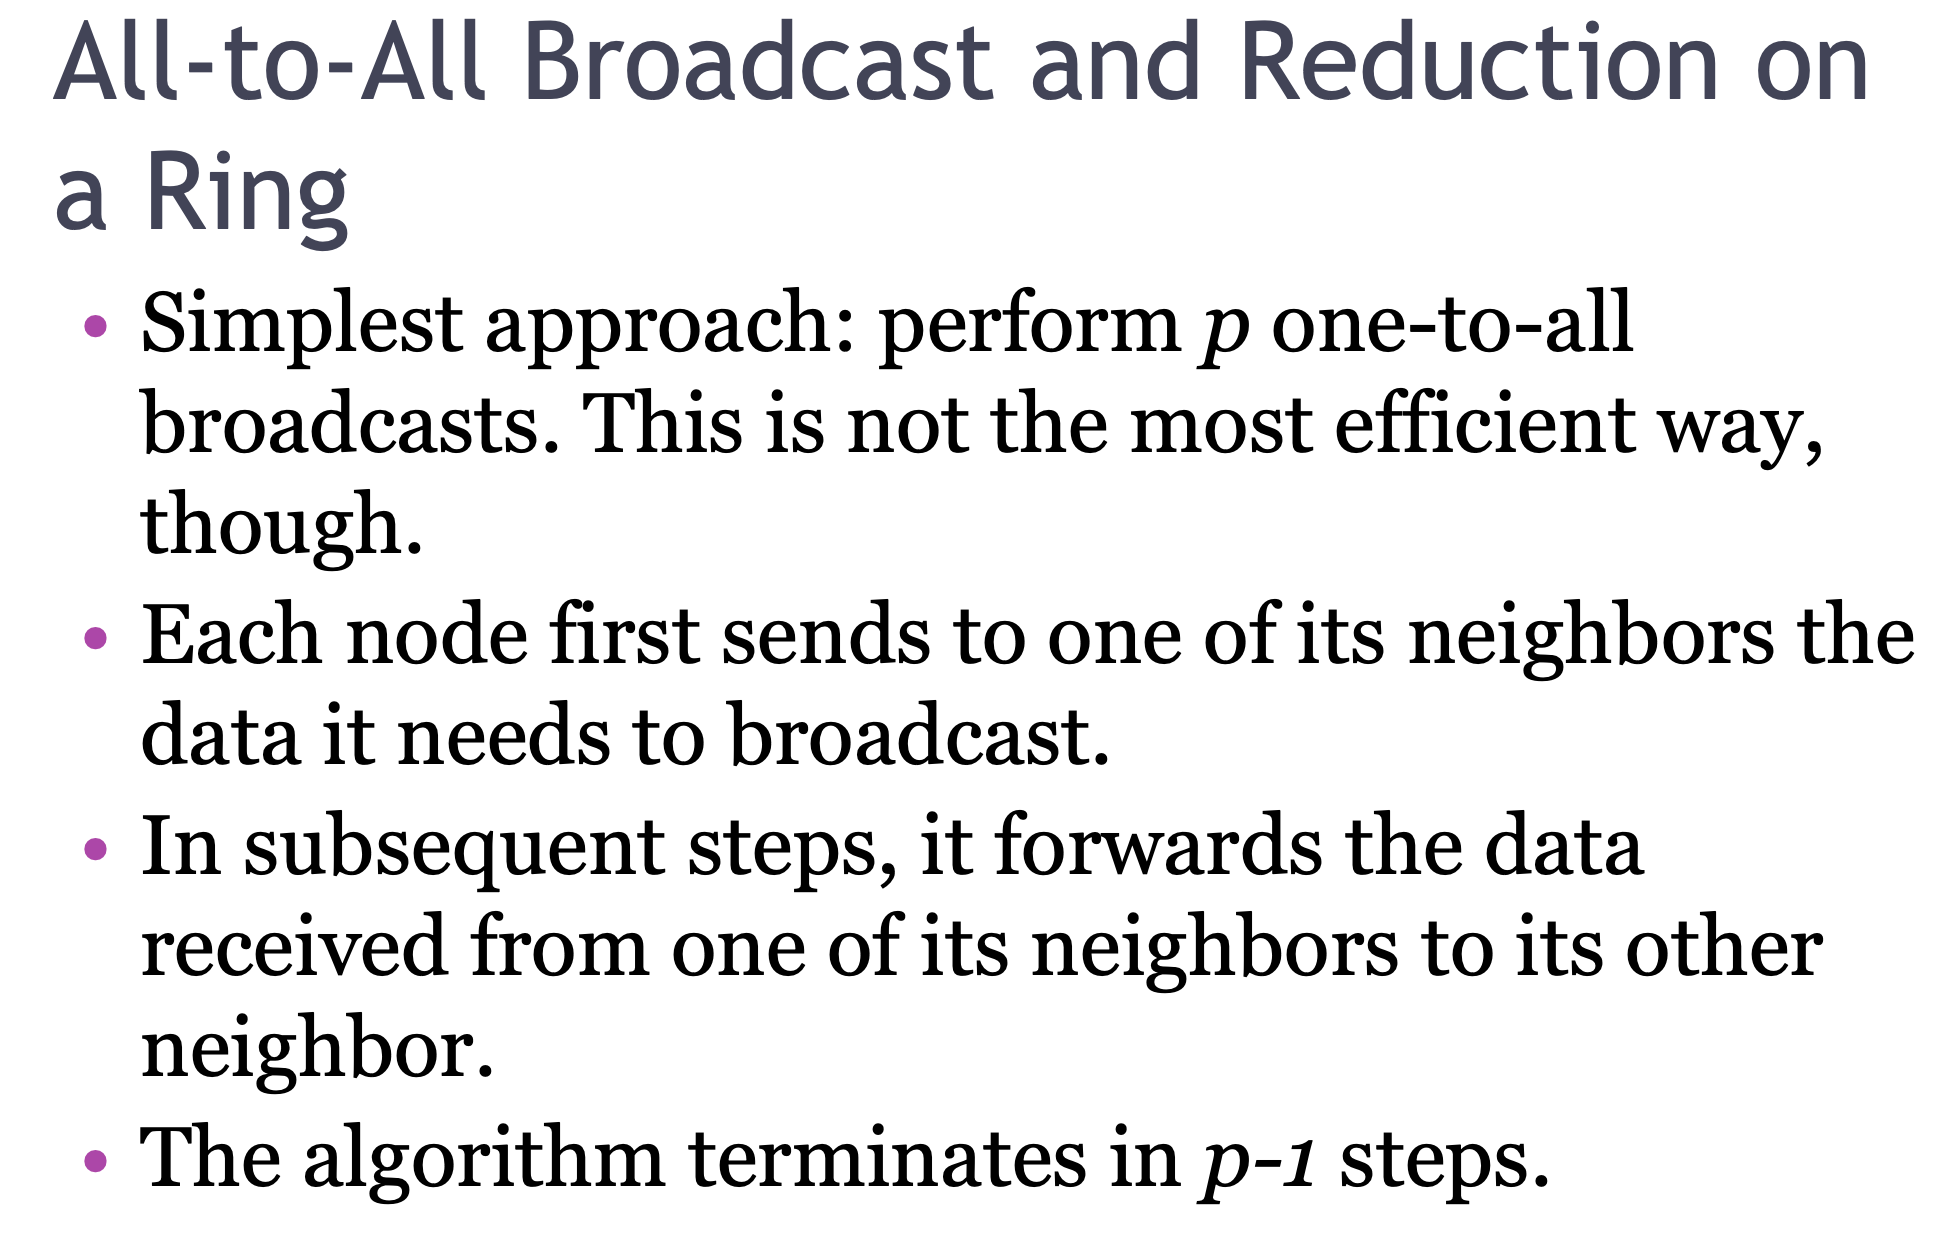 All-to-All Broadcast and Reduction on
a Ring
• Simplest approach: perform p one-to-all
broadcasts. This is not the most efficient way,
though.
• Each node first sends to one of its neighbors the
data it needs to broadcast.
• In subsequent steps, it forwards the data
received from one of its neighbors to its other
neighbor.
• The algorithm terminates in p-1 steps.